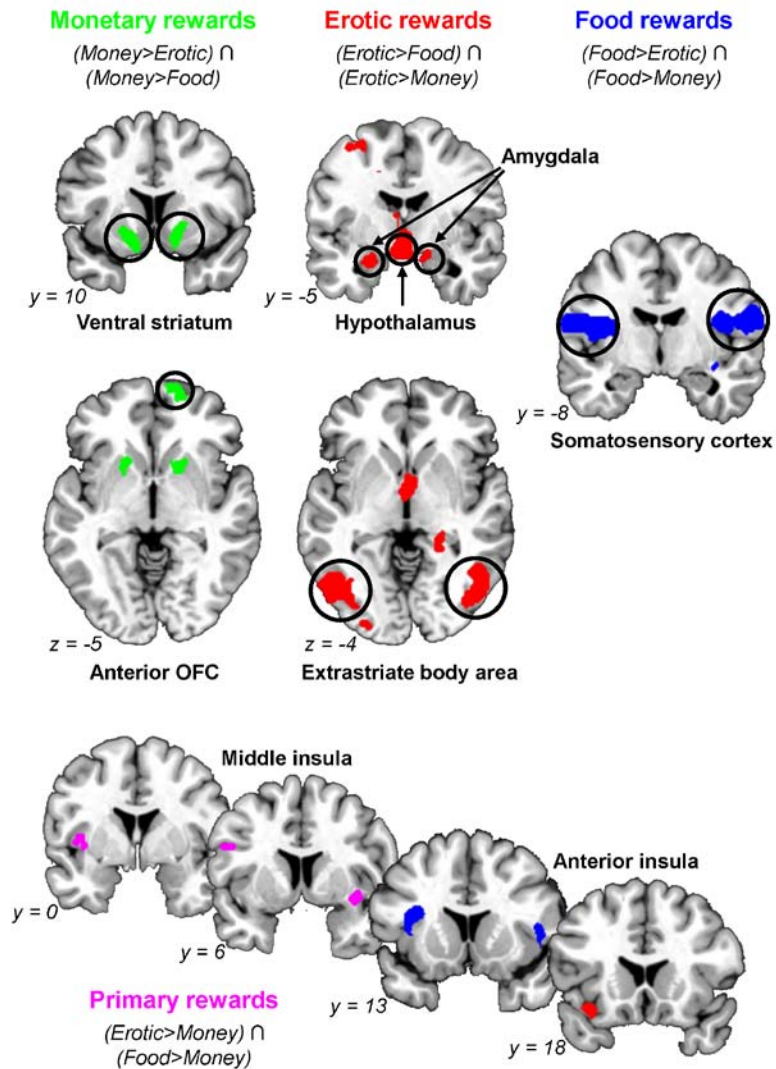 Monetary rewards
(Money>Erotic) ∩
(Money>Food)
Erotic rewards
(Erotic>Food) ∩
(Erotic>Money)
Food rewards
(Food>Erotic) ∩
(Food>Money)
Amygdala
y = 10
Ventral striatum
y = -5
Hypothalamus
y = -8
Somatosensory cortex
z = -5
Anterior OFC
z = -4
Extrastriate body area
Middle insula
Anterior insula
y = 0
y = 6
y = 13
y = 18
Primary rewards
(Erotic>Money) ∩
(Food>Money)